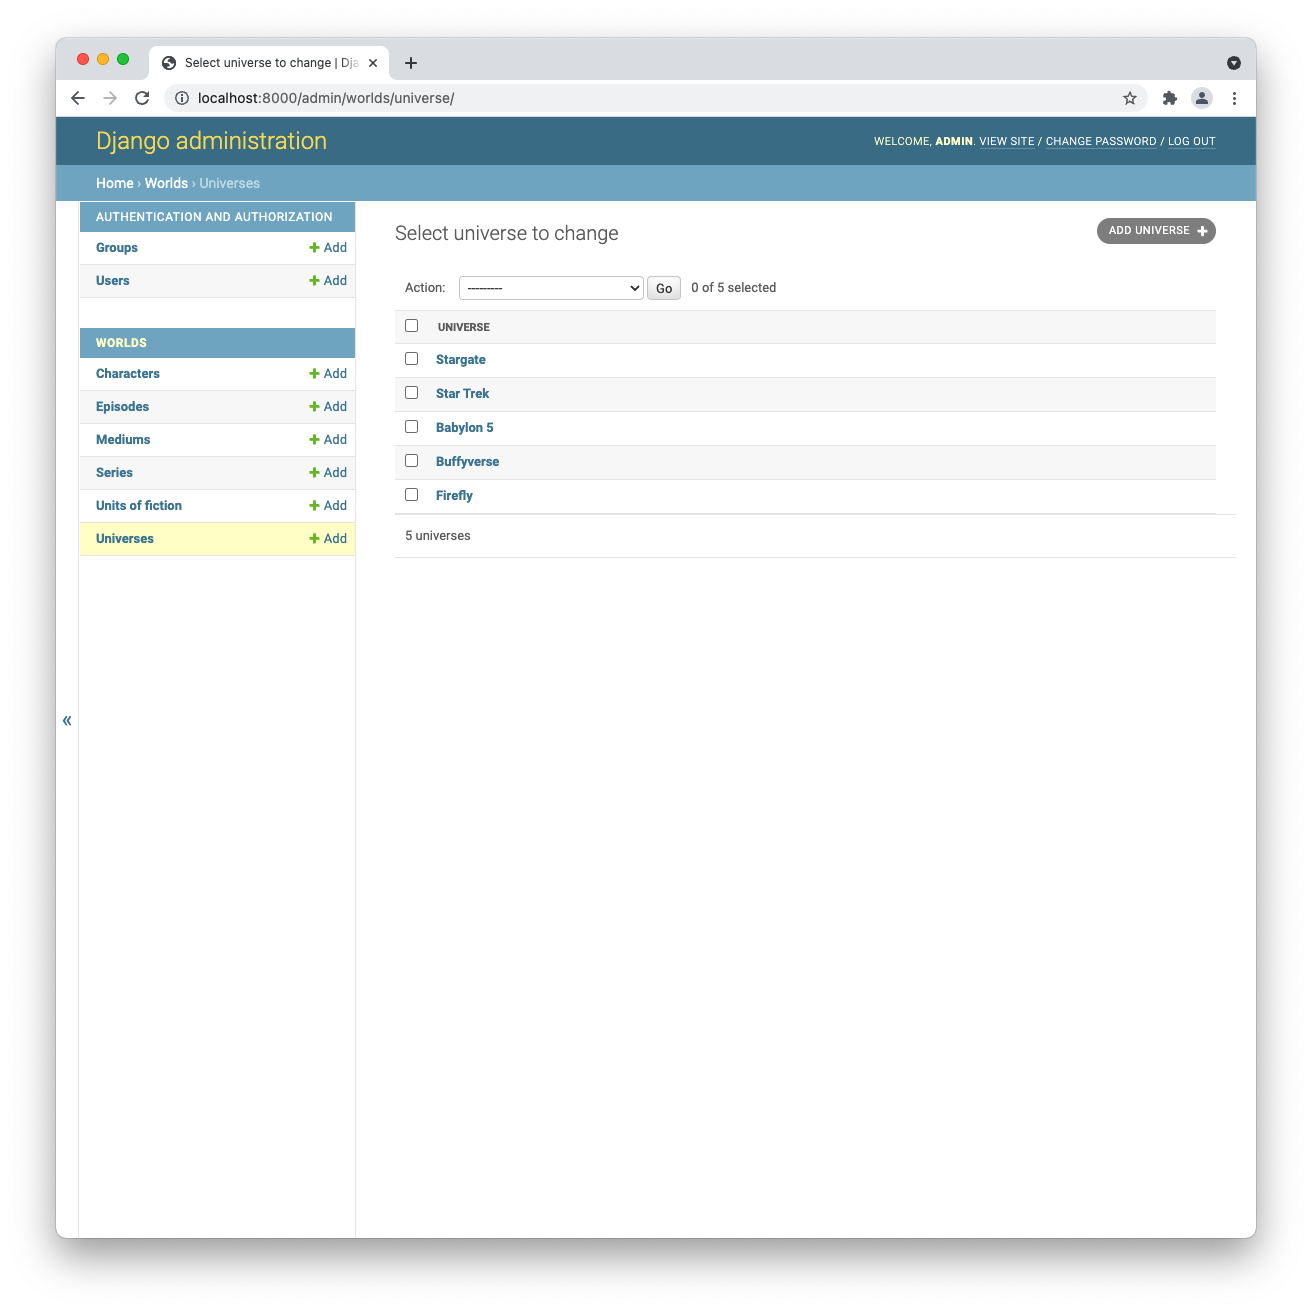 Select universe to change | Dja
localhost:8000/admin/worlds/universe/
Django administration
WELCOME, ADMIN. VIEW SITE / CHANGE PASSWORD / LOG OUT
Home › Worlds › Universes
AUTHENTICATION AND AUTHORIZATION
Groups + Add
Users + Add
WORLDS
Characters + Add
Episodes + Add
Mediums + Add
Series + Add
Units of fiction + Add
Universes + Add
«
Select universe to change
ADD UNIVERSE +
Action: --------- Go 0 of 5 selected
UNIVERSE
Stargate
Star Trek
Babylon 5
Buffyverse
Firefly
5 universes